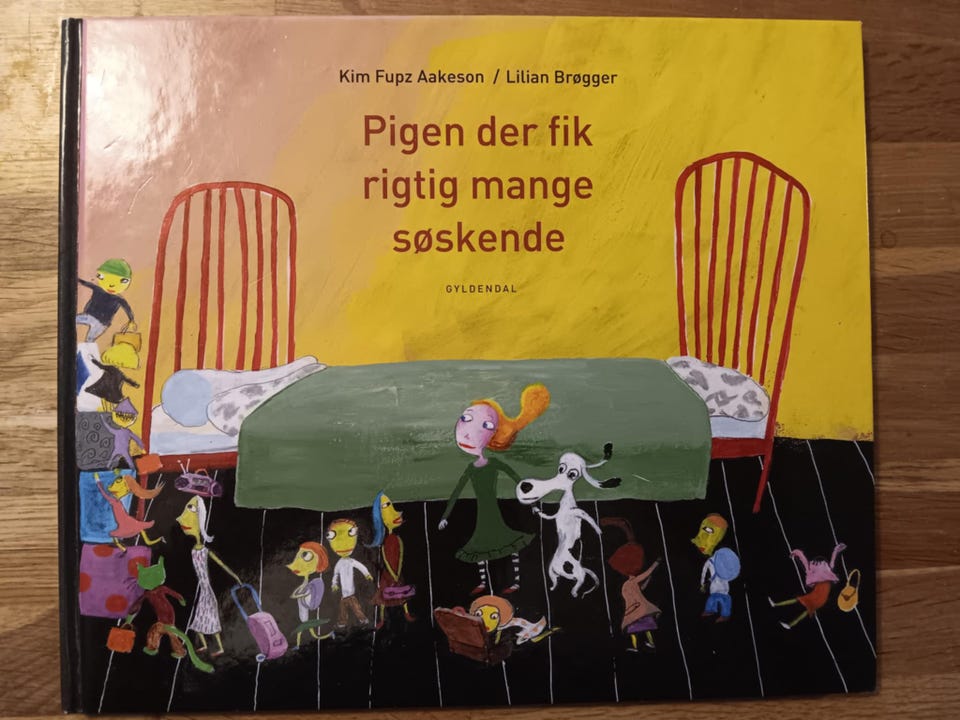 Kim Fupz Aakeson / Lilian Brøgger
Pigen der fik
rigtig mange
søskende
GYLDENDAL